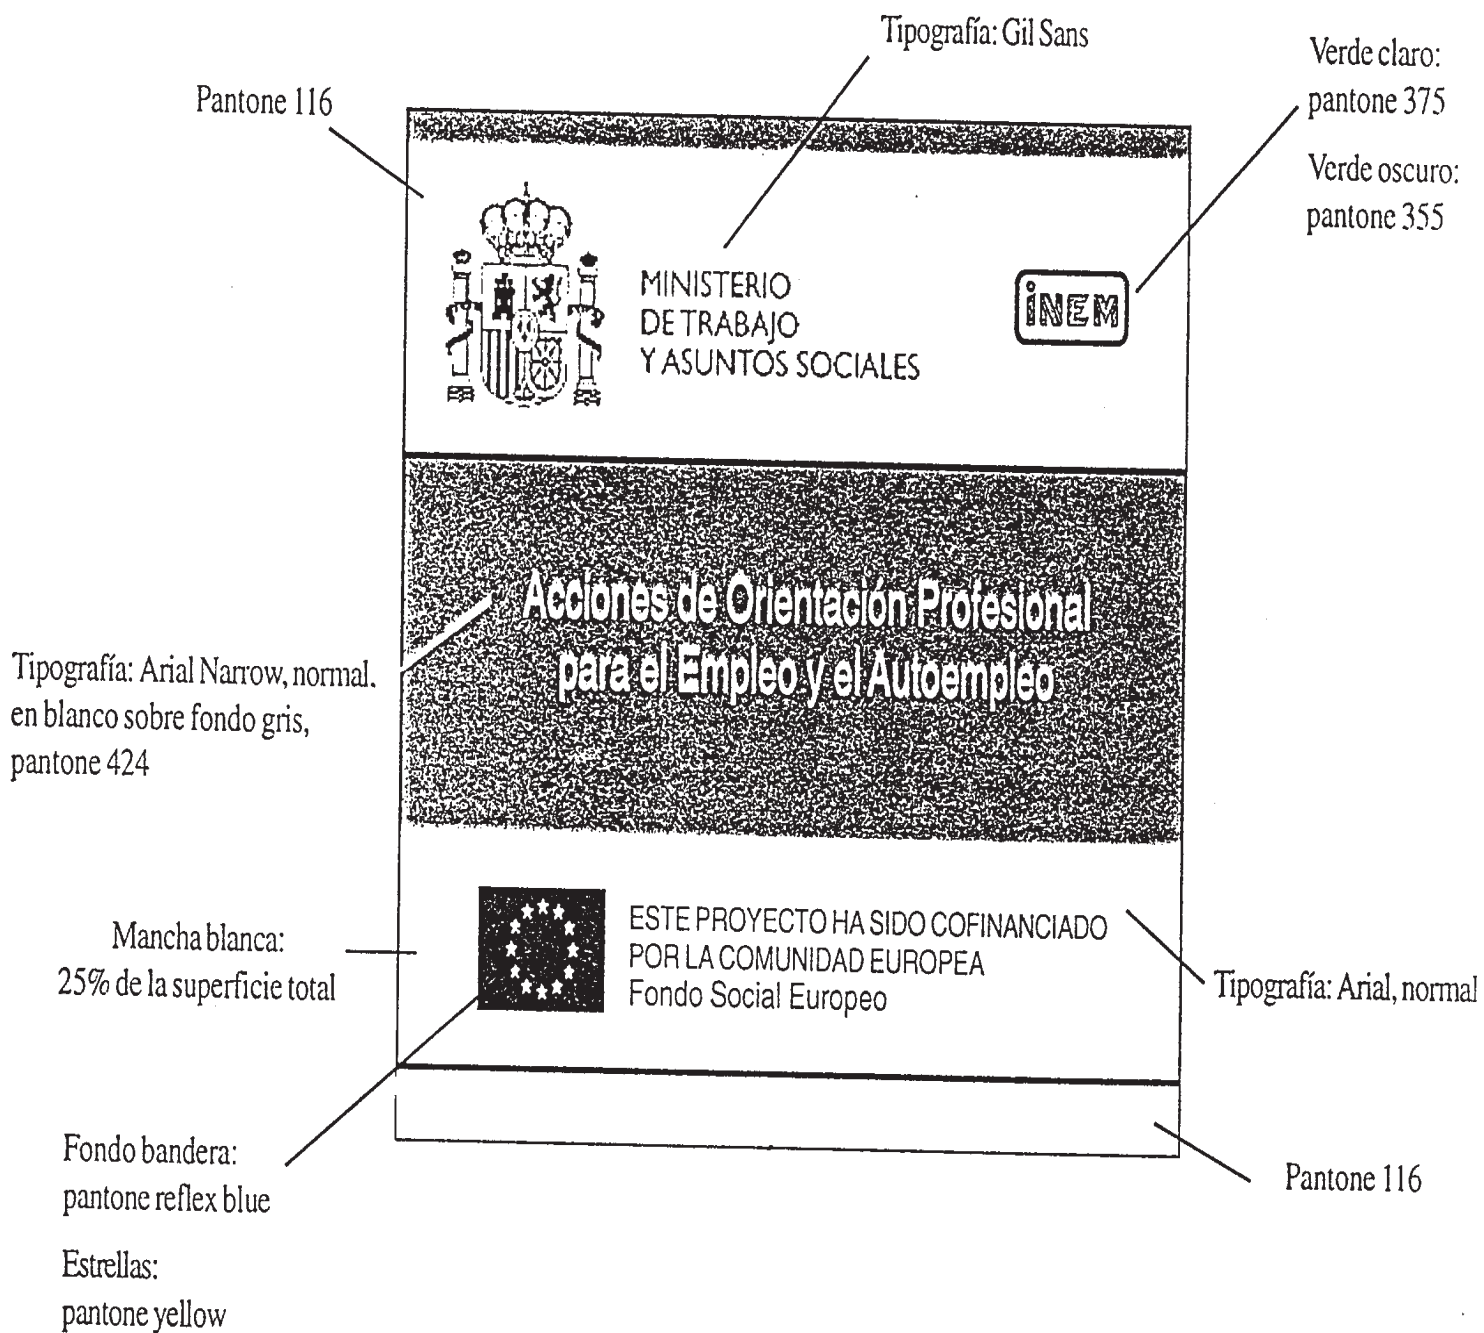 Tipografía: Gil Sans
Verde claro:
pantone 375
Verde oscuro:
pantone 355
Pantone 116
MINISTERIO
DE TRABAJO
Y ASUNTOS SOCIALES
iNEM
Acciones de Orientación Profesional
para el Empleo y el Autoempleo
Tipografía: Arial Narrow, normal.
en blanco sobre fondo gris,
pantone 424
Mancha blanca:
25% de la superficie total
ESTE PROYECTO HA SIDO COFINANCIADO
POR LA COMUNIDAD EUROPEA
Fondo Social Europeo
Tipografía: Arial, normal
Fondo bandera:
pantone reflex blue
Estrellas:
pantone yellow
Pantone 116